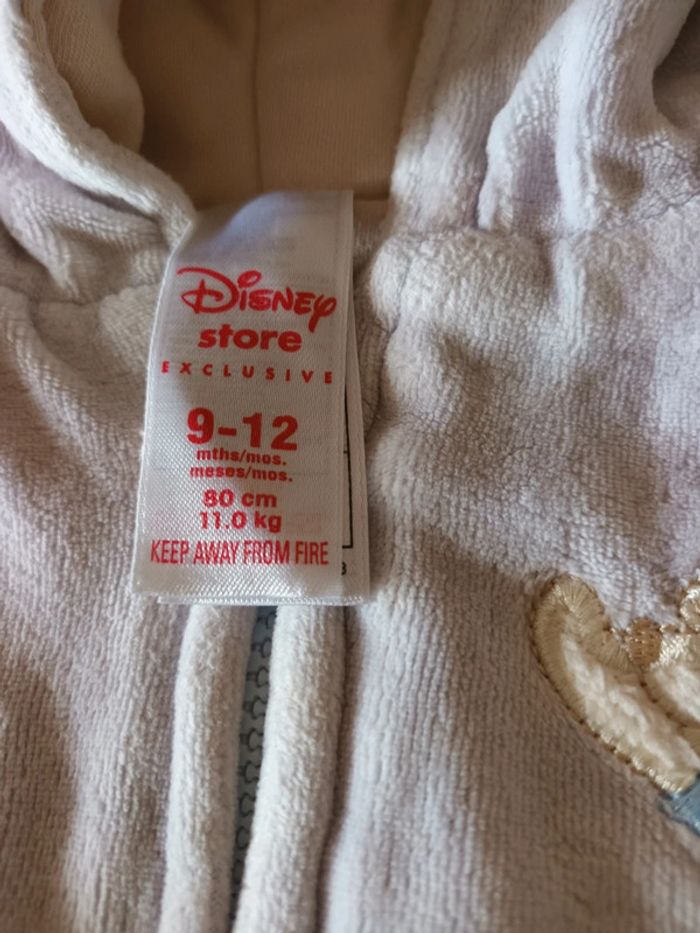 Disney
store
EXCLUSIVE
9-12
mths/mos.
meses/mos.
80 cm
11.0 kg
KEEP AWAY FROM FIRE